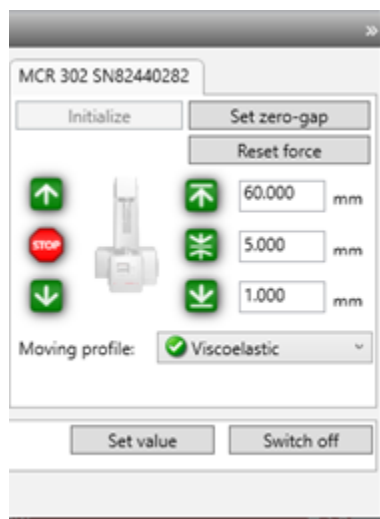 »
MCR 302 SN82440282
Initialize Set zero-gap
Reset force
60.000 mm
STOP 5.000 mm
1.000 mm
Moving profile: Viscoelastic
Set value Switch off